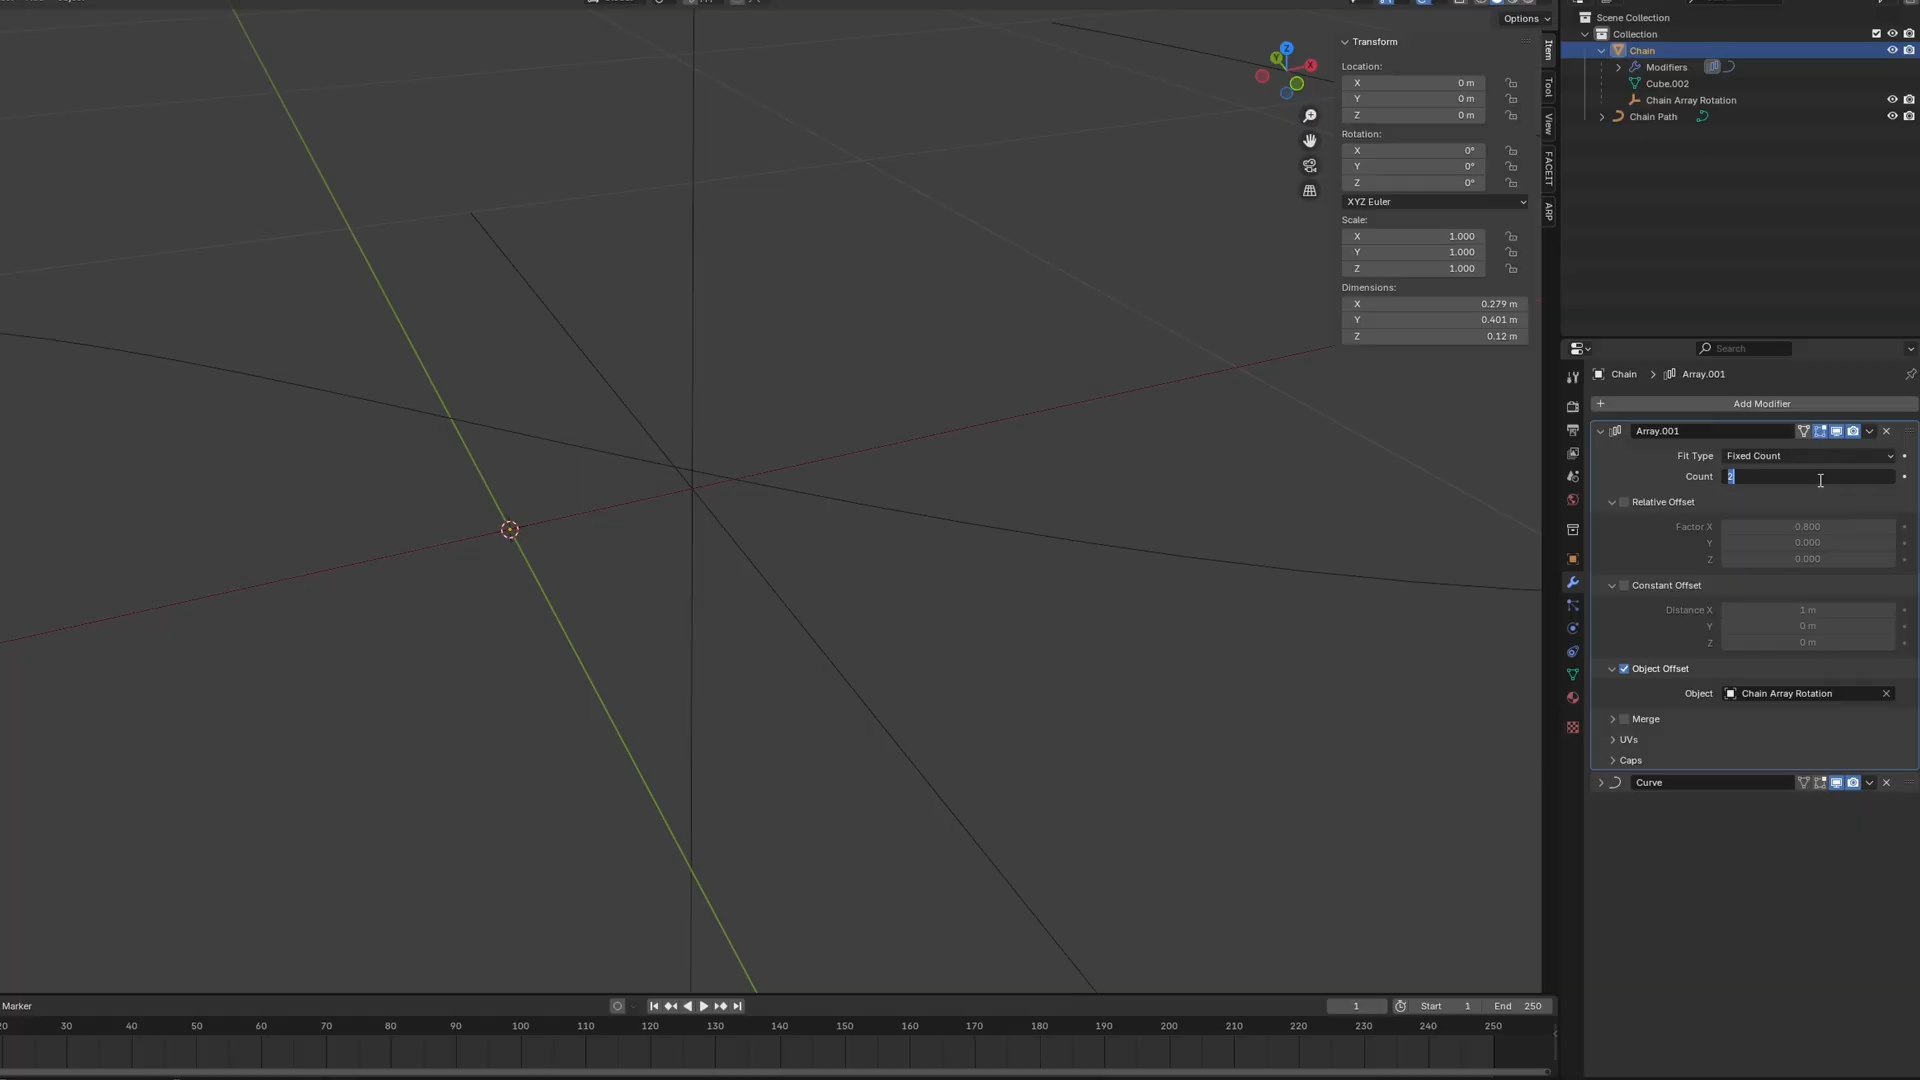 Options
Scene Collection
Collection
Chain
Modifiers
Cube.002
Chain Array Rotation
Chain Path
Transform
Location:
X 0 m
Y 0 m
Z 0 m
Rotation:
X 0°
Y 0°
Z 0°
XYZ Euler
Scale:
X 1.000
Y 1.000
Z 1.000
Dimensions:
X 0.279 m
Y 0.401 m
Z 0.12 m
Item
Tool
View
FACEIT
ARP
Z
Y
X
Search
Chain > Array.001
+ Add Modifier
Array.001
Fit Type Fixed Count
Count 2
Relative Offset
Factor X 0.800
Y 0.000
Z 0.000
Constant Offset
Distance X 1 m
Y 0 m
Z 0 m
Object Offset
Object Chain Array Rotation
Merge
UVs
Caps
Curve
Marker
1
Start 1
End 250
20 30 40 50 60 70 80 90 100 110 120 130 140 150 160 170 180 190 200 210 220 230 240 250